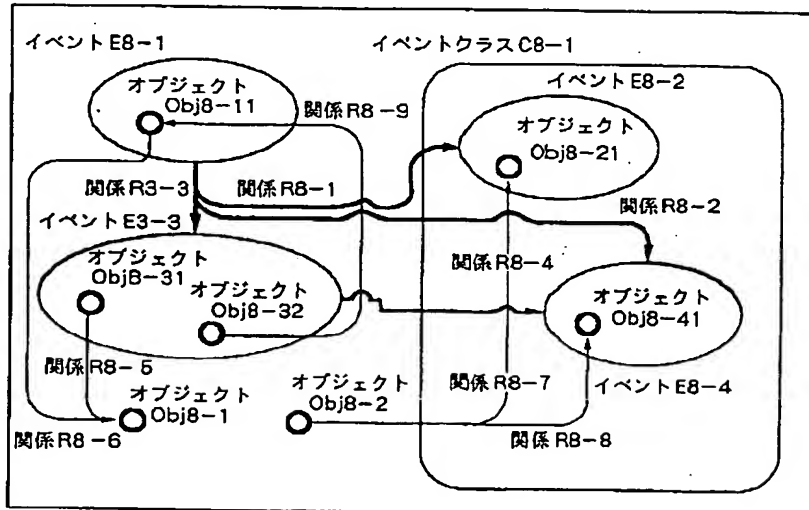 イベントE8-1
イベントクラスC8-1
オブジェクト
Obj8-11
イベントE8-2
関係R8-9
オブジェクト
Obj8-21
関係R3-3
関係R8-1
イベントE3-3
関係R8-2
オブジェクト
Obj8-31
オブジェクト
Obj8-32
関係R8-4
オブジェクト
Obj8-41
関係R8-5
オブジェクト
Obj8-1
オブジェクト
Obj8-2
関係R8-7
イベントE8-4
関係R8-6
関係R8-8